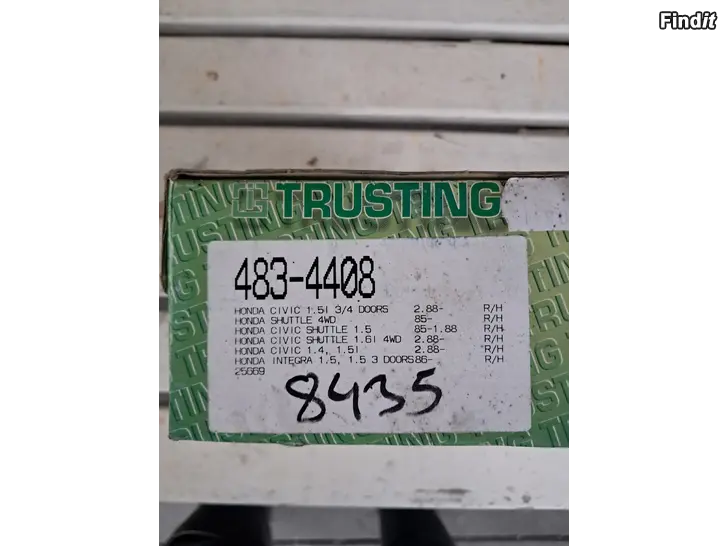 Findit
TRUSTING
483-4408
HONDA CIVIC 1.5I 3/4 DOORS 2.88- R/H
HONDA SHUTTLE 4WD 85- R/H
HONDA CIVIC SHUTTLE 1.5 85-1.88 R/H
HONDA CIVIC SHUTTLE 1.6I 4WD 2.88- R/H
HONDA CIVIC 1.4, 1.5I 2.88- R/H
HONDA INTEGRA 1.5, 1.5 3 DOORS86- R/H
25669
8435